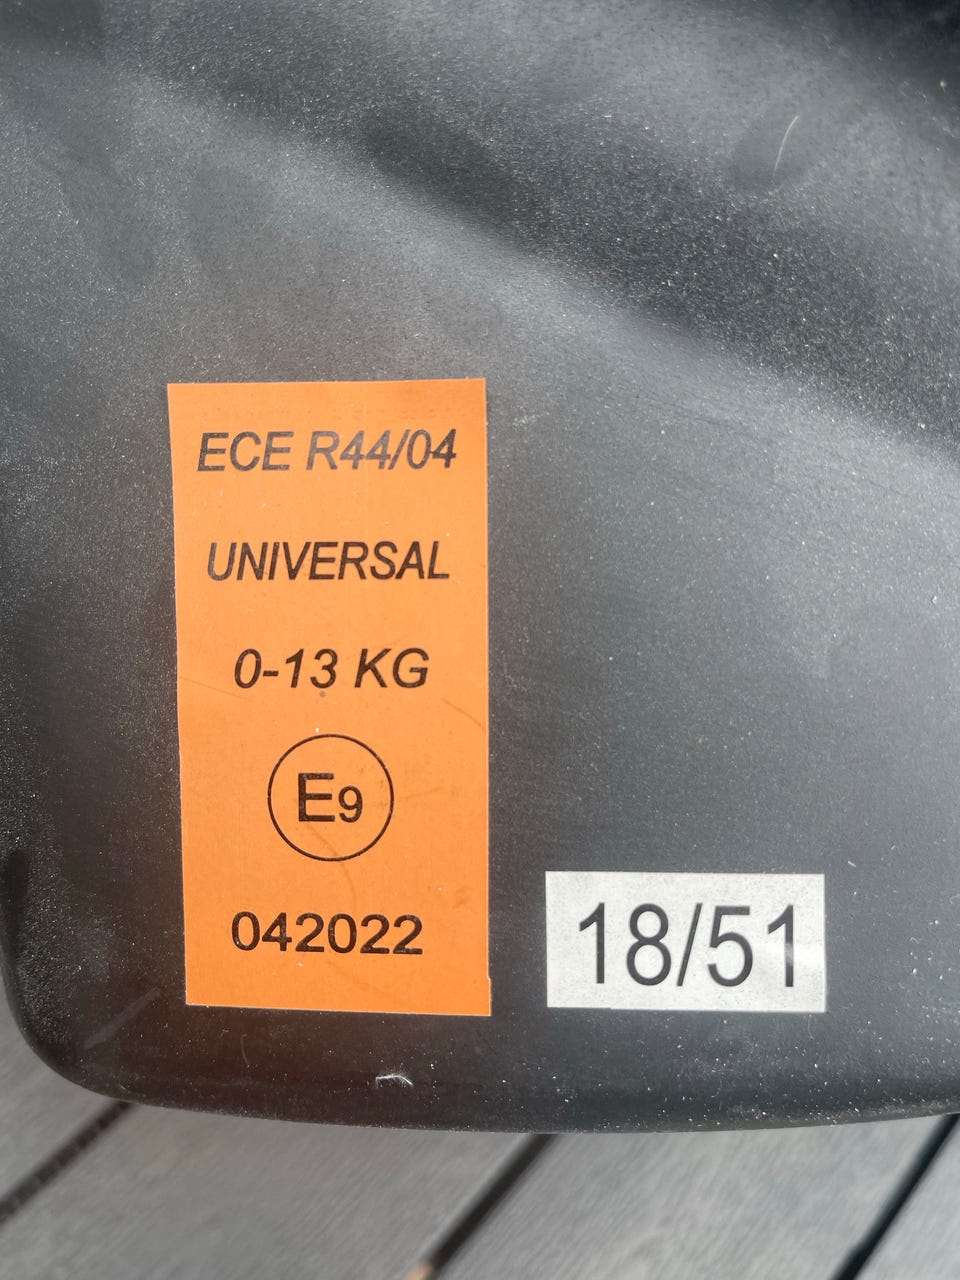 ECE R44/04
UNIVERSAL
0-13 KG
E9
042022
18/51